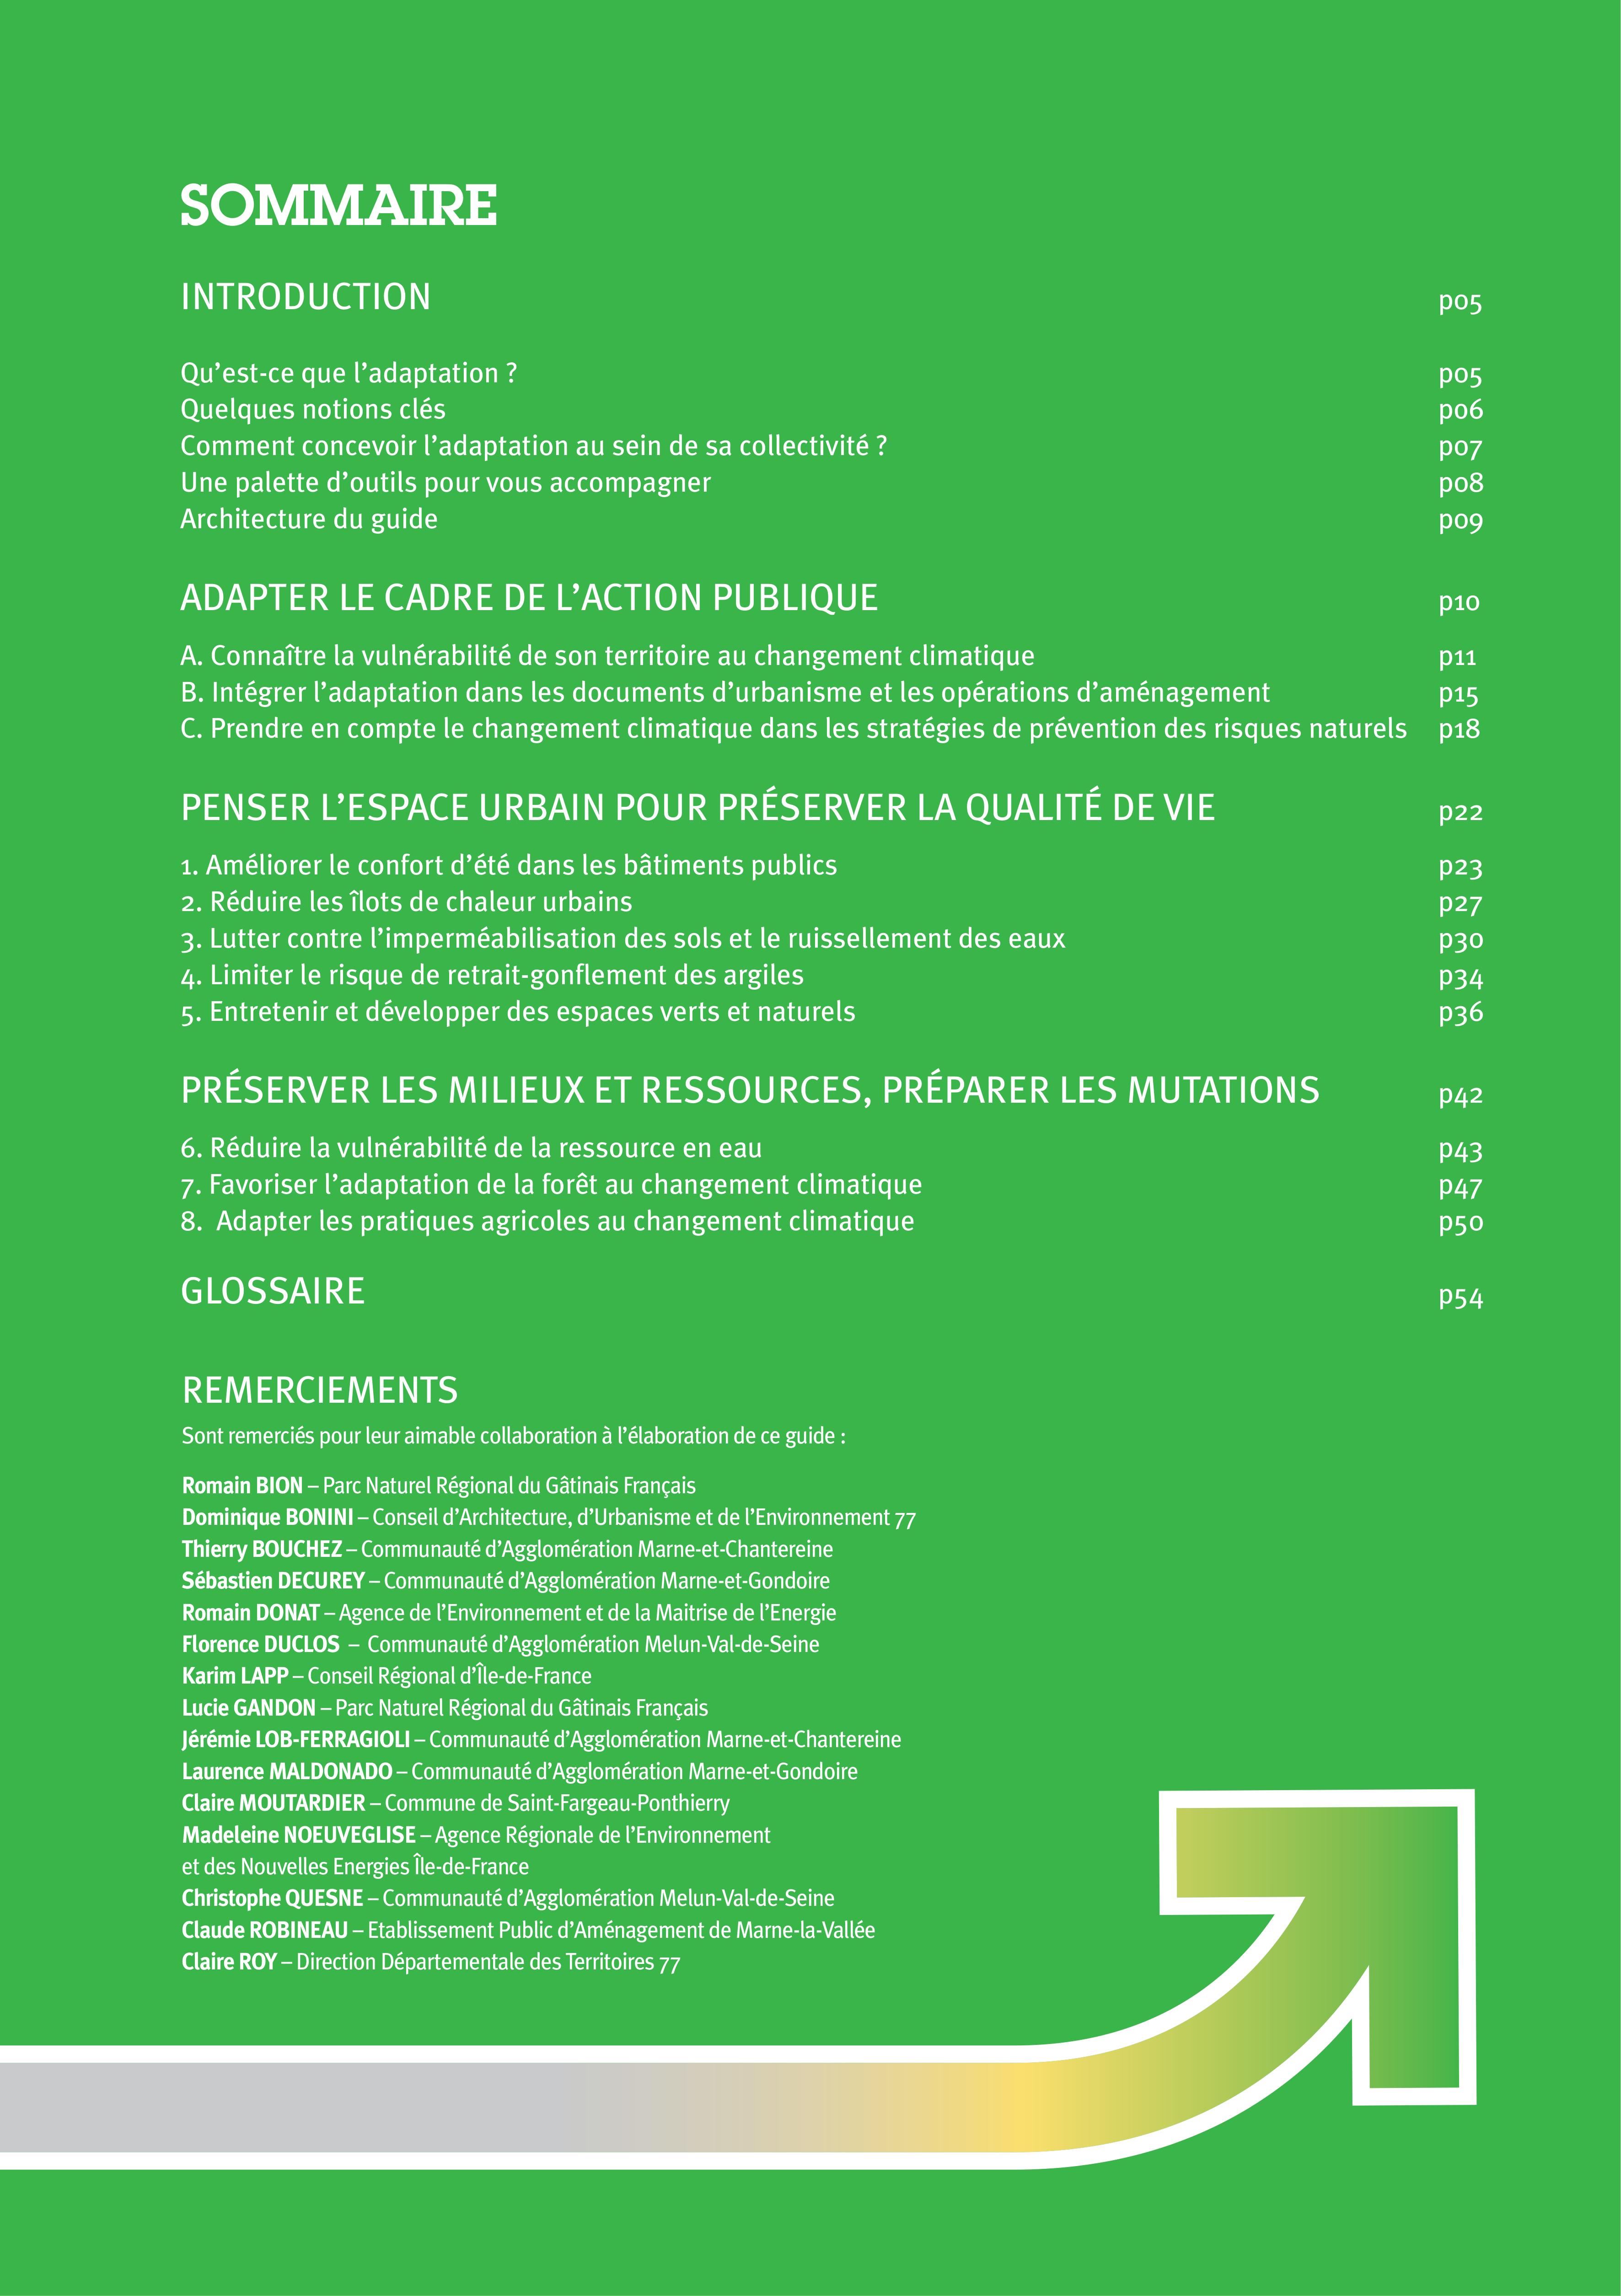 SOMMAIRE
INTRODUCTION p05
Qu’est-ce que l’adaptation ? p05
Quelques notions clés p06
Comment concevoir l’adaptation au sein de sa collectivité ? p07
Une palette d’outils pour vous accompagner p08
Architecture du guide p09
ADAPTER LE CADRE DE L’ACTION PUBLIQUE p10
A. Connaître la vulnérabilité de son territoire au changement climatique p11
B. Intégrer l’adaptation dans les documents d’urbanisme et les opérations d’aménagement p15
C. Prendre en compte le changement climatique dans les stratégies de prévention des risques naturels p18
PENSER L’ESPACE URBAIN POUR PRÉSERVER LA QUALITÉ DE VIE p22
1. Améliorer le confort d’été dans les bâtiments publics p23
2. Réduire les îlots de chaleur urbains p27
3. Lutter contre l’imperméabilisation des sols et le ruissellement des eaux p30
4. Limiter le risque de retrait-gonflement des argiles p34
5. Entretenir et développer des espaces verts et naturels p36
PRÉSERVER LES MILIEUX ET RESSOURCES, PRÉPARER LES MUTATIONS p42
6. Réduire la vulnérabilité de la ressource en eau p43
7. Favoriser l’adaptation de la forêt au changement climatique p47
8. Adapter les pratiques agricoles au changement climatique p50
GLOSSAIRE p54
REMERCIEMENTS
Sont remerciés pour leur aimable collaboration à l’élaboration de ce guide :
Romain BION – Parc Naturel Régional du Gâtinais Français
Dominique BONINI – Conseil d’Architecture, d’Urbanisme et de l’Environnement 77
Thierry BOUCHEZ – Communauté d’Agglomération Marne-et-Chantereine
Sébastien DECUREY – Communauté d’Agglomération Marne-et-Gondoire
Romain DONAT – Agence de l’Environnement et de la Maitrise de l’Energie
Florence DUCLOS – Communauté d’Agglomération Melun-Val-de-Seine
Karim LAPP – Conseil Régional d’Île-de-France
Lucie GANDON – Parc Naturel Régional du Gâtinais Français
Jérémie LOB-FERRAGIOLI – Communauté d’Agglomération Marne-et-Chantereine
Laurence MALDONADO – Communauté d’Agglomération Marne-et-Gondoire
Claire MOUTARDIER – Commune de Saint-Fargeau-Ponthierry
Madeleine NOEUVEGLISE – Agence Régionale de l’Environnement
et des Nouvelles Energies Île-de-France
Christophe QUESNE – Communauté d’Agglomération Melun-Val-de-Seine
Claude ROBINEAU – Etablissement Public d’Aménagement de Marne-la-Vallée
Claire ROY – Direction Départementale des Territoires 77